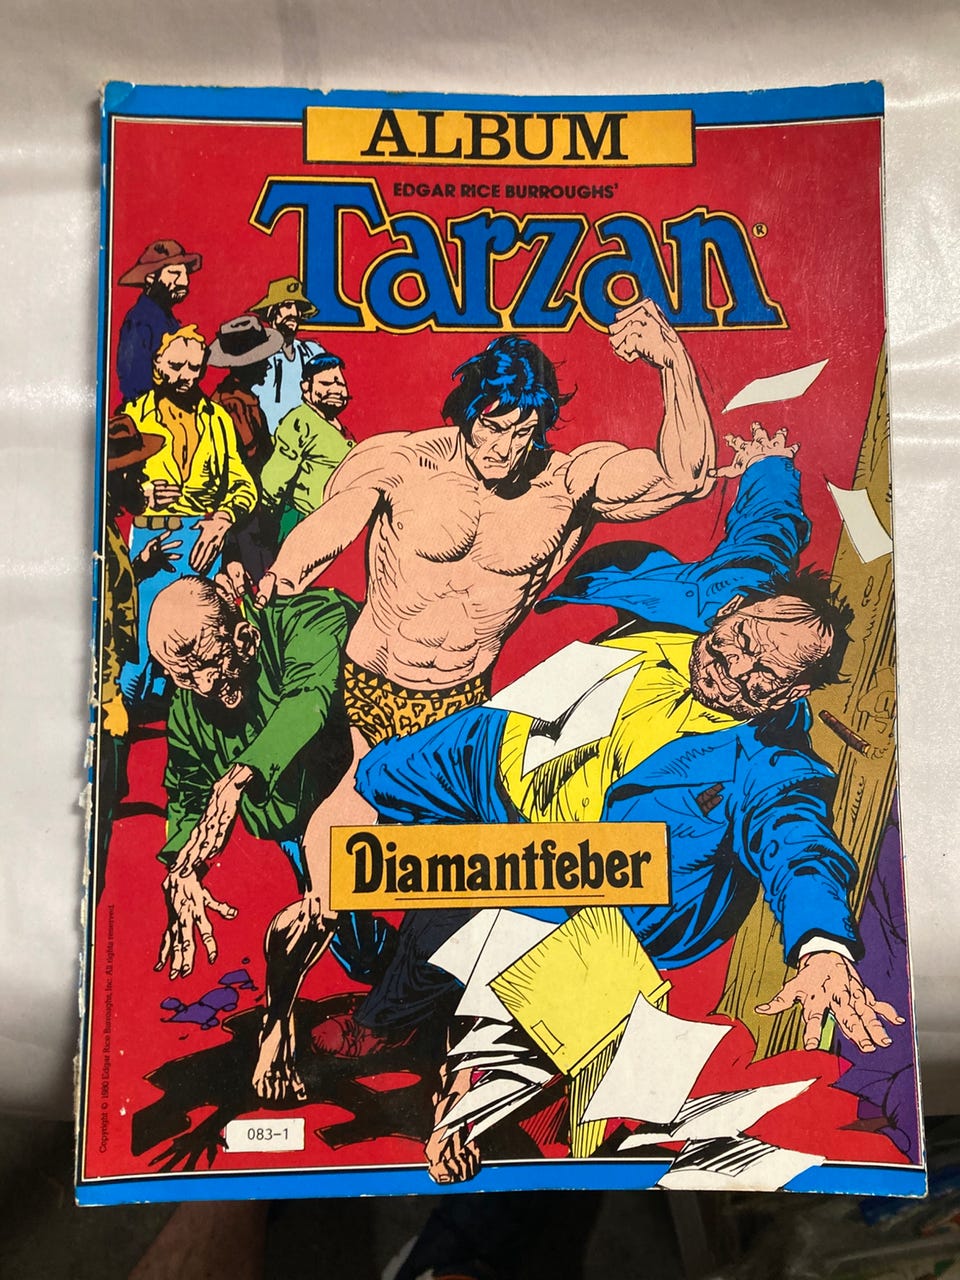 ALBUM
EDGAR RICE BURROUGHS'
Tarzan®
Diamantfeber
Copyright © 1980 Edgar Rice Burroughs, Inc. All rights reserved.
083-1